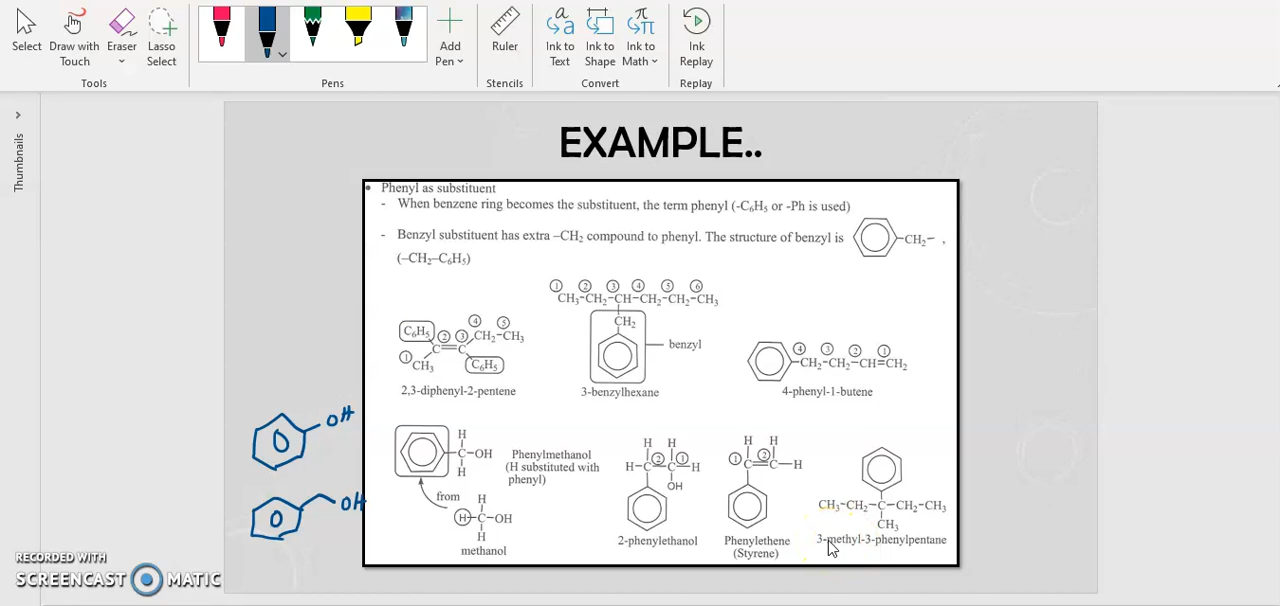 Select
Draw with
Touch
Eraser
Lasso
Select
Tools
Pens
Add
Pen
Ruler
Stencils
Ink to
Text
Ink to
Shape
Ink to
Math
Convert
Ink
Replay
Replay
Thumbnails
EXAMPLE..
• Phenyl as substituent
- When benzene ring becomes the substituent, the term phenyl (-C₆H₅ or -Ph is used)
- Benzyl substituent has extra –CH₂ compound to phenyl. The structure of benzyl is –CH₂– ,
(–CH₂–C₆H₅)
① ② ③ ④ ⑤ ⑥
CH₃-CH₂-CH-CH₂-CH₂-CH₃
CH₂
benzyl
3-benzylhexane
④ ⑤
C₆H₅ ② ③ CH₂-CH₃
C=C
① CH₃ C₆H₅
2,3-diphenyl-2-pentene
④ ③ ② ①
-CH₂-CH₂-CH=CH₂
4-phenyl-1-butene
OH
OH
H
-C-OH
H
Phenylmethanol
(H substituted with
phenyl)
from
H
H-C-OH
H
methanol
H H
H-C②-C①-H
OH
2-phenylethanol
H H
①C=②C-H
Phenylethene
(Styrene)
CH₃-CH₂-C-CH₂-CH₃
CH₃
3-methyl-3-phenylpentane
RECORDED WITH
SCREENCAST MATIC